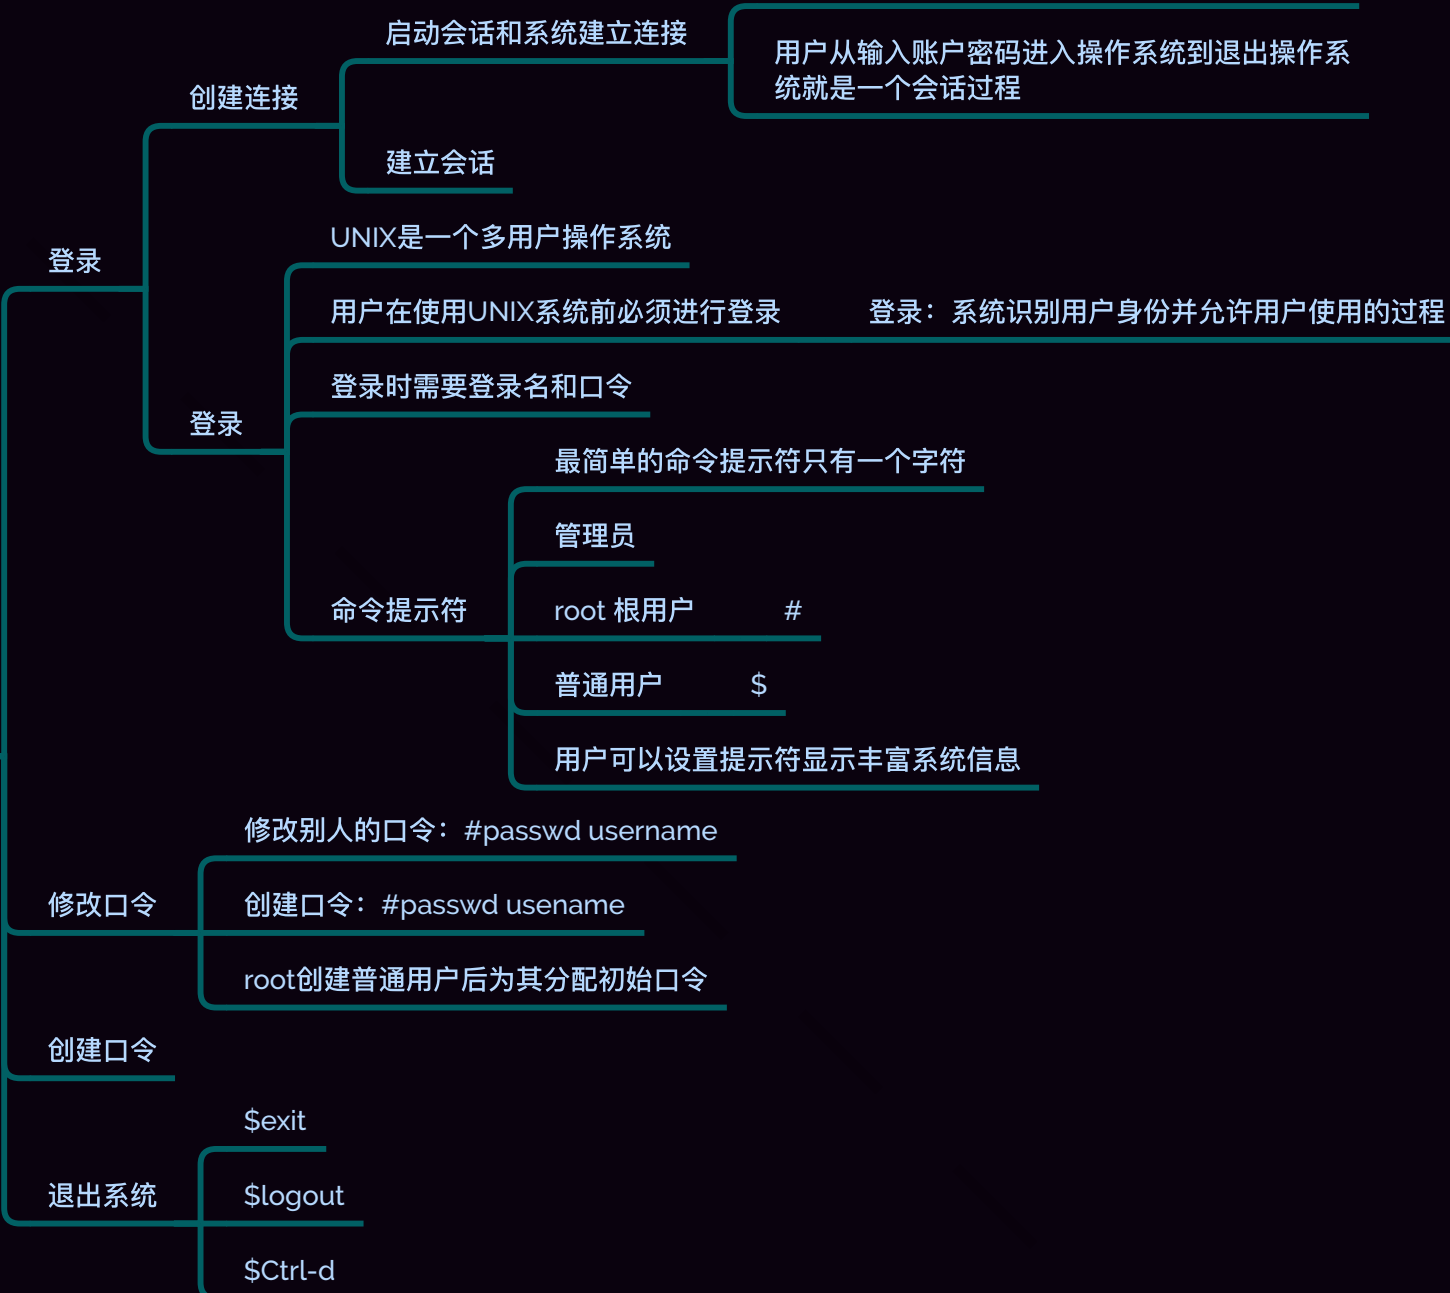 启动会话和系统建立连接
用户从输入账户密码进入操作系统到退出操作系
统就是一个会话过程
创建连接
建立会话
登录
UNIX是一个多用户操作系统
用户在使用UNIX系统前必须进行登录
登录：系统识别用户身份并允许用户使用的过程
登录时需要登录名和口令
登录
最简单的命令提示符只有一个字符
管理员
命令提示符
root 根用户
#
普通用户
$
用户可以设置提示符显示丰富系统信息
修改别人的口令：#passwd username
修改口令
创建口令：#passwd usename
root创建普通用户后为其分配初始口令
创建口令
$exit
退出系统
$logout
$Ctrl-d